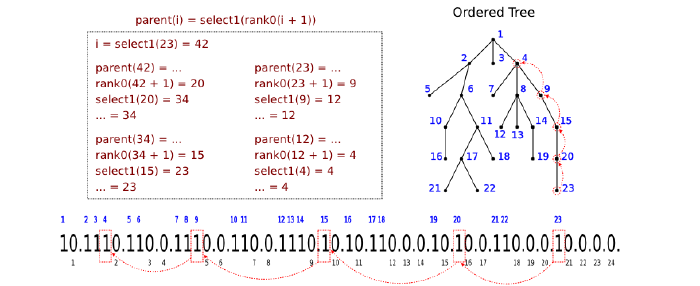 Ordered Tree
parent(i) = select1(rank0(i + 1))
i = select1(23) = 42
parent(42) = ...
rank0(42 + 1) = 20
select1(20) = 34
... = 34
parent(23) = ...
rank0(23 + 1) = 9
select1(9) = 12
... = 12
parent(34) = ...
rank0(34 + 1) = 15
select1(15) = 23
... = 23
parent(12) = ...
rank0(12 + 1) = 4
select1(4) = 4
... = 4
1
2 3 4
5 6 7 8 9
10 11 12 13 14 15
16 17 18 19 20
21 22 23
1 2 3 4 5 6 7 8 9 10 11 12 13 14 15 16 17 18 19 20 21 22 23
10.1110.110.0.1110.0.110.0.1110.10.10.110.0.0.10.10.0.110.0.0.10.0.0.0.
1 2 3 4 5 6 7 8 9 10 11 12 13 14 15 16 17 18 19 20 21 22 23 24